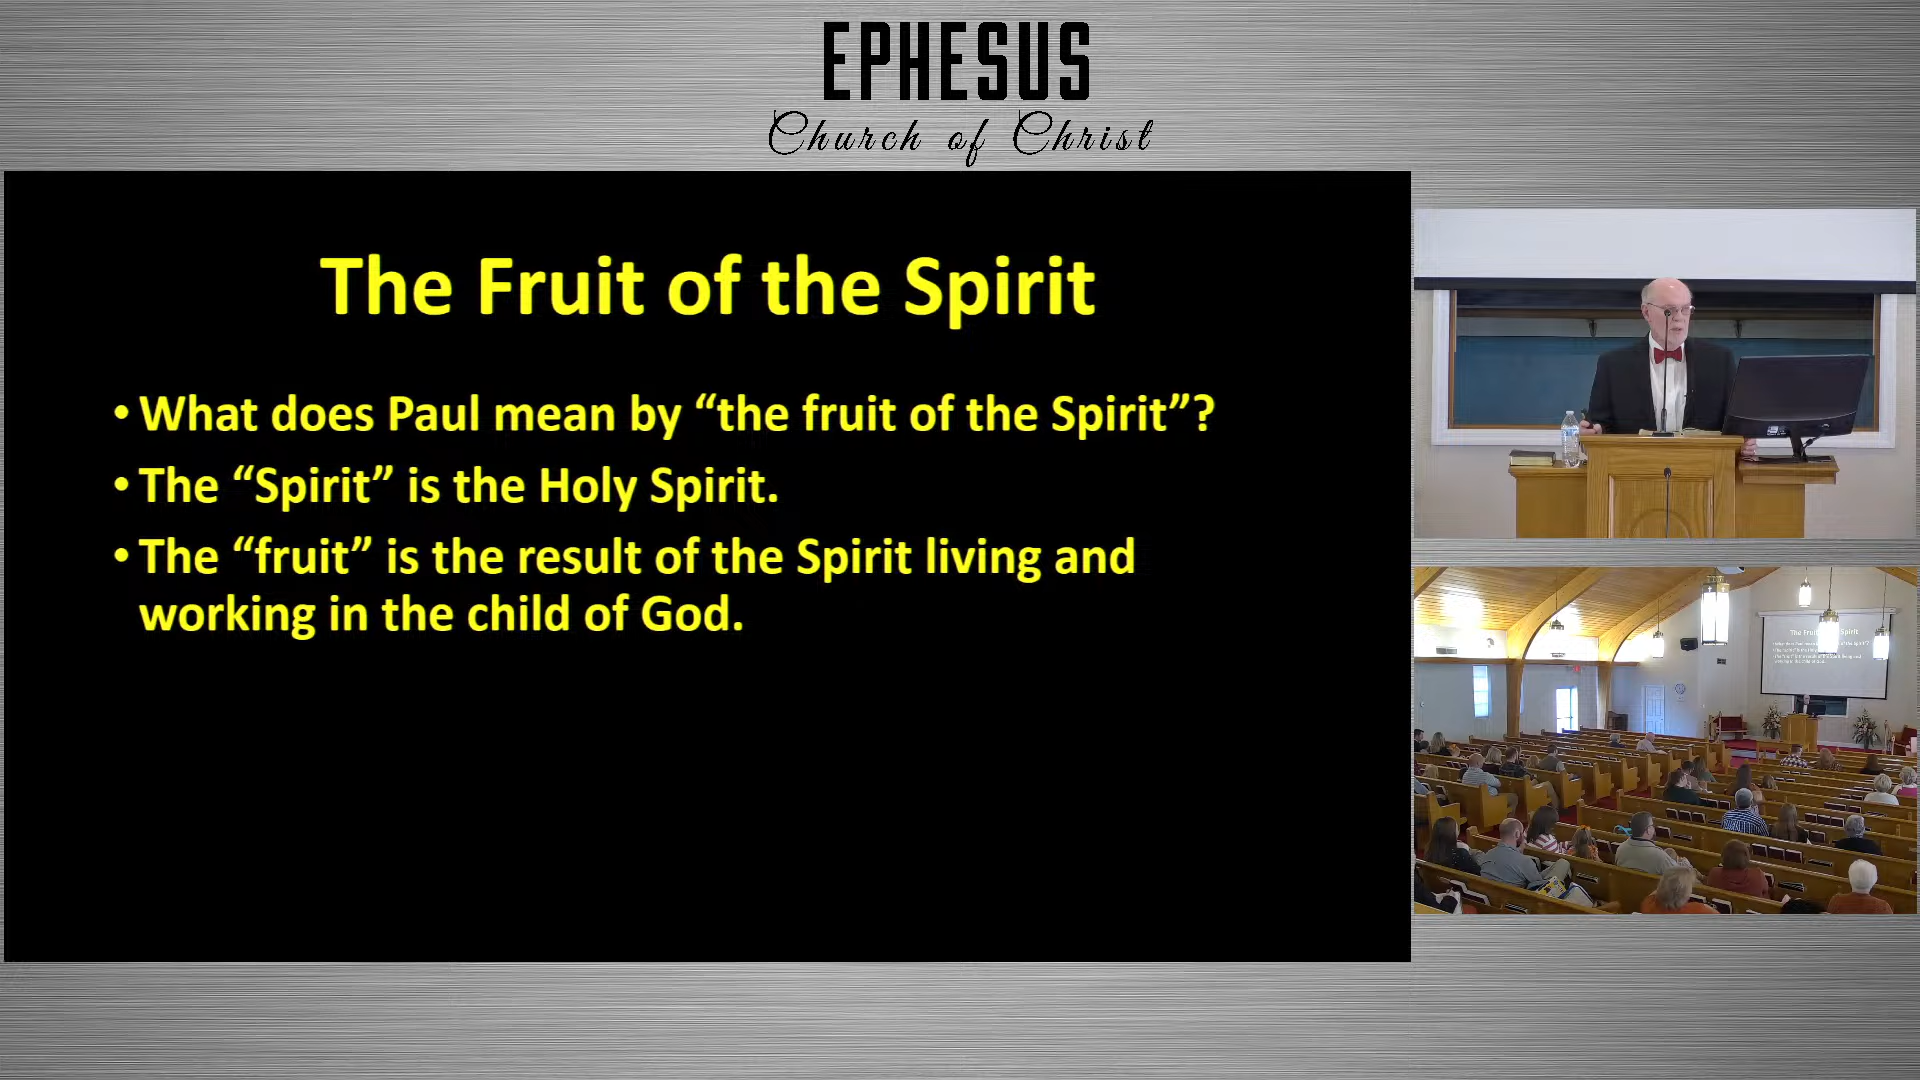 EPHESUS
Church of Christ
The Fruit of the Spirit
• What does Paul mean by “the fruit of the Spirit”?
• The “Spirit” is the Holy Spirit.
• The “fruit” is the result of the Spirit living and
working in the child of God.